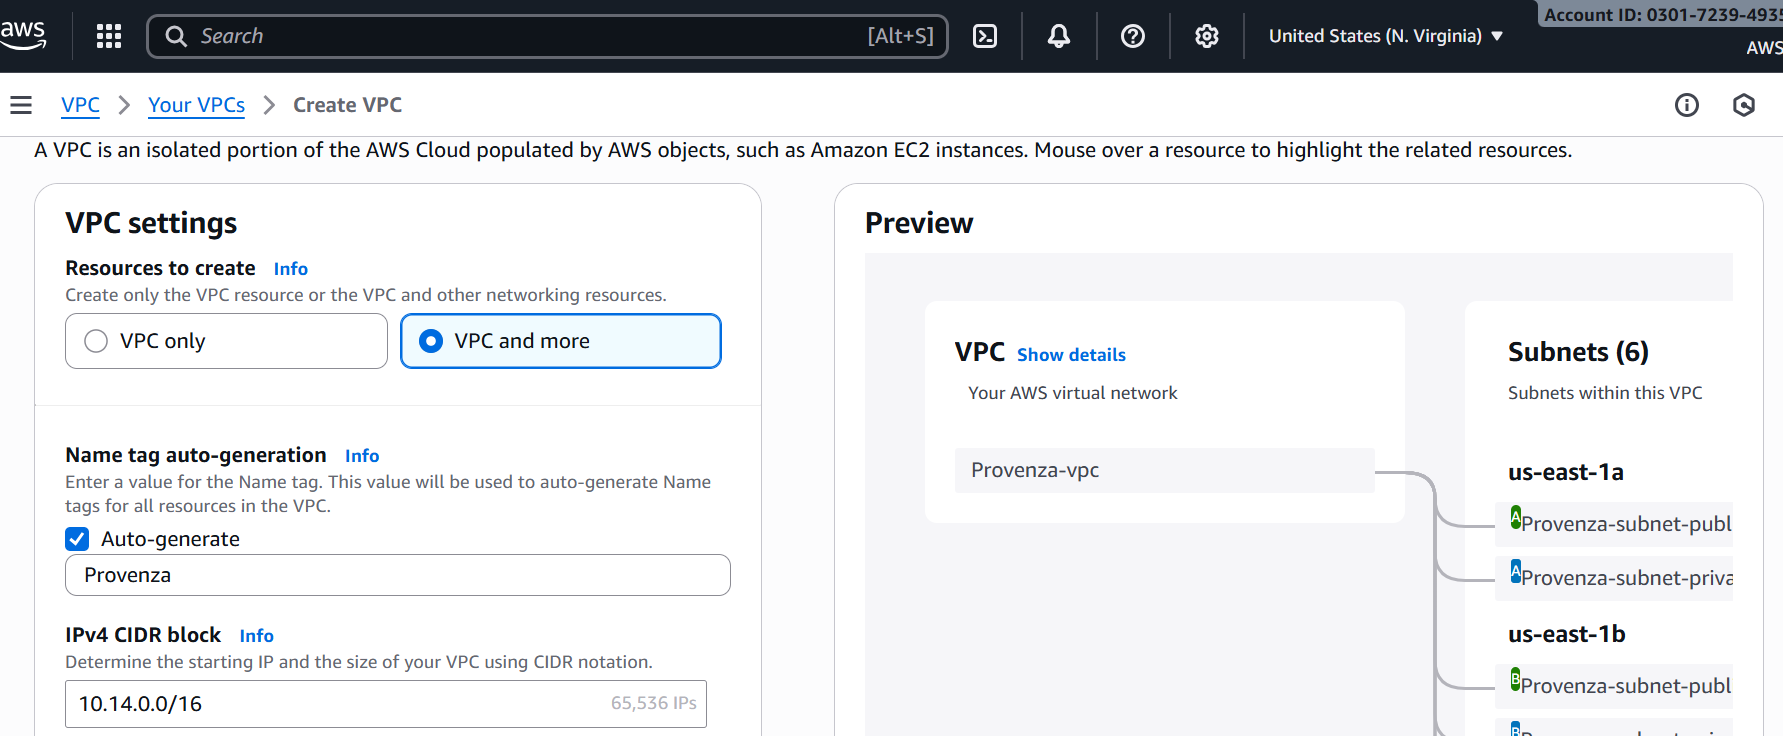 aws
Search [Alt+S]
United States (N. Virginia)
Account ID: 0301-7239-4935
AWS
VPC > Your VPCs > Create VPC
A VPC is an isolated portion of the AWS Cloud populated by AWS objects, such as Amazon EC2 instances. Mouse over a resource to highlight the related resources.
VPC settings
Resources to create Info
Create only the VPC resource or the VPC and other networking resources.
VPC only
VPC and more
Name tag auto-generation Info
Enter a value for the Name tag. This value will be used to auto-generate Name
tags for all resources in the VPC.
Auto-generate
Provenza
IPv4 CIDR block Info
Determine the starting IP and the size of your VPC using CIDR notation.
10.14.0.0/16 65,536 IPs
Preview
VPC Show details
Your AWS virtual network
Provenza-vpc
Subnets (6)
Subnets within this VPC
us-east-1a
A Provenza-subnet-publ
A Provenza-subnet-priva
us-east-1b
B Provenza-subnet-publ